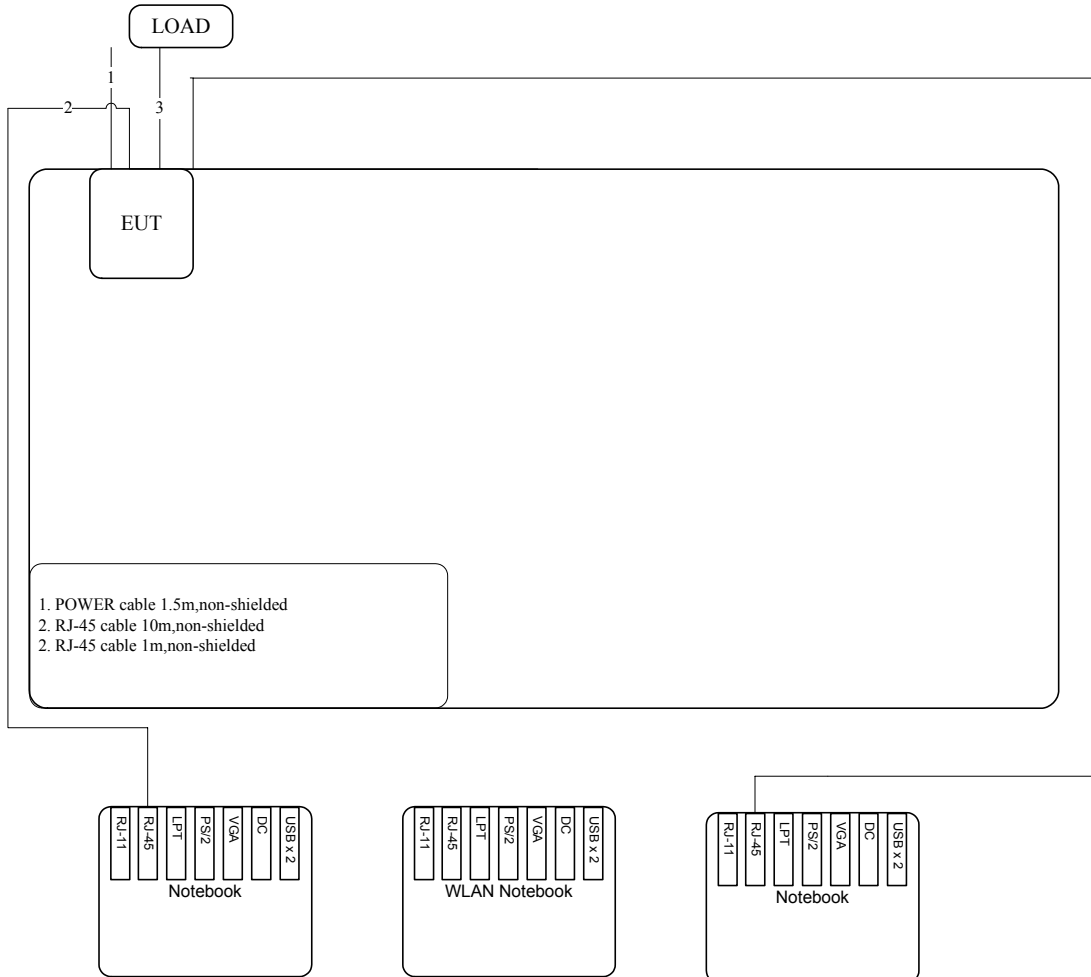 LOAD
1
2
3
EUT
1. POWER cable 1.5m,non-shielded
2. RJ-45 cable 10m,non-shielded
2. RJ-45 cable 1m,non-shielded
RJ-11
RJ-45
LPT
PS/2
VGA
DC
USB x 2
Notebook
RJ-11
RJ-45
LPT
PS/2
VGA
DC
USB x 2
WLAN Notebook
RJ-11
RJ-45
LPT
PS/2
VGA
DC
USB x 2
Notebook